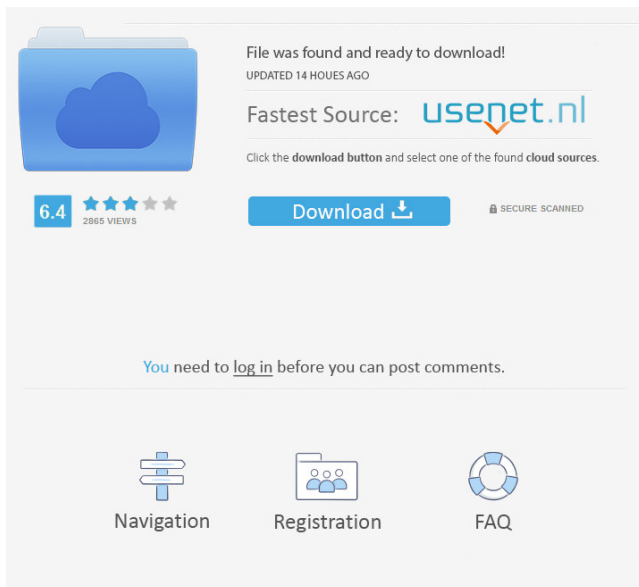 File was found and ready to download!
UPDATED 14 HOUES AGO
Fastest Source: usenet.nl
Click the download button and select one of the found cloud sources.
6.4
2865 VIEWS
Download
SECURE SCANNED
You need to log in before you can post comments.
Navigation
Registration
FAQ